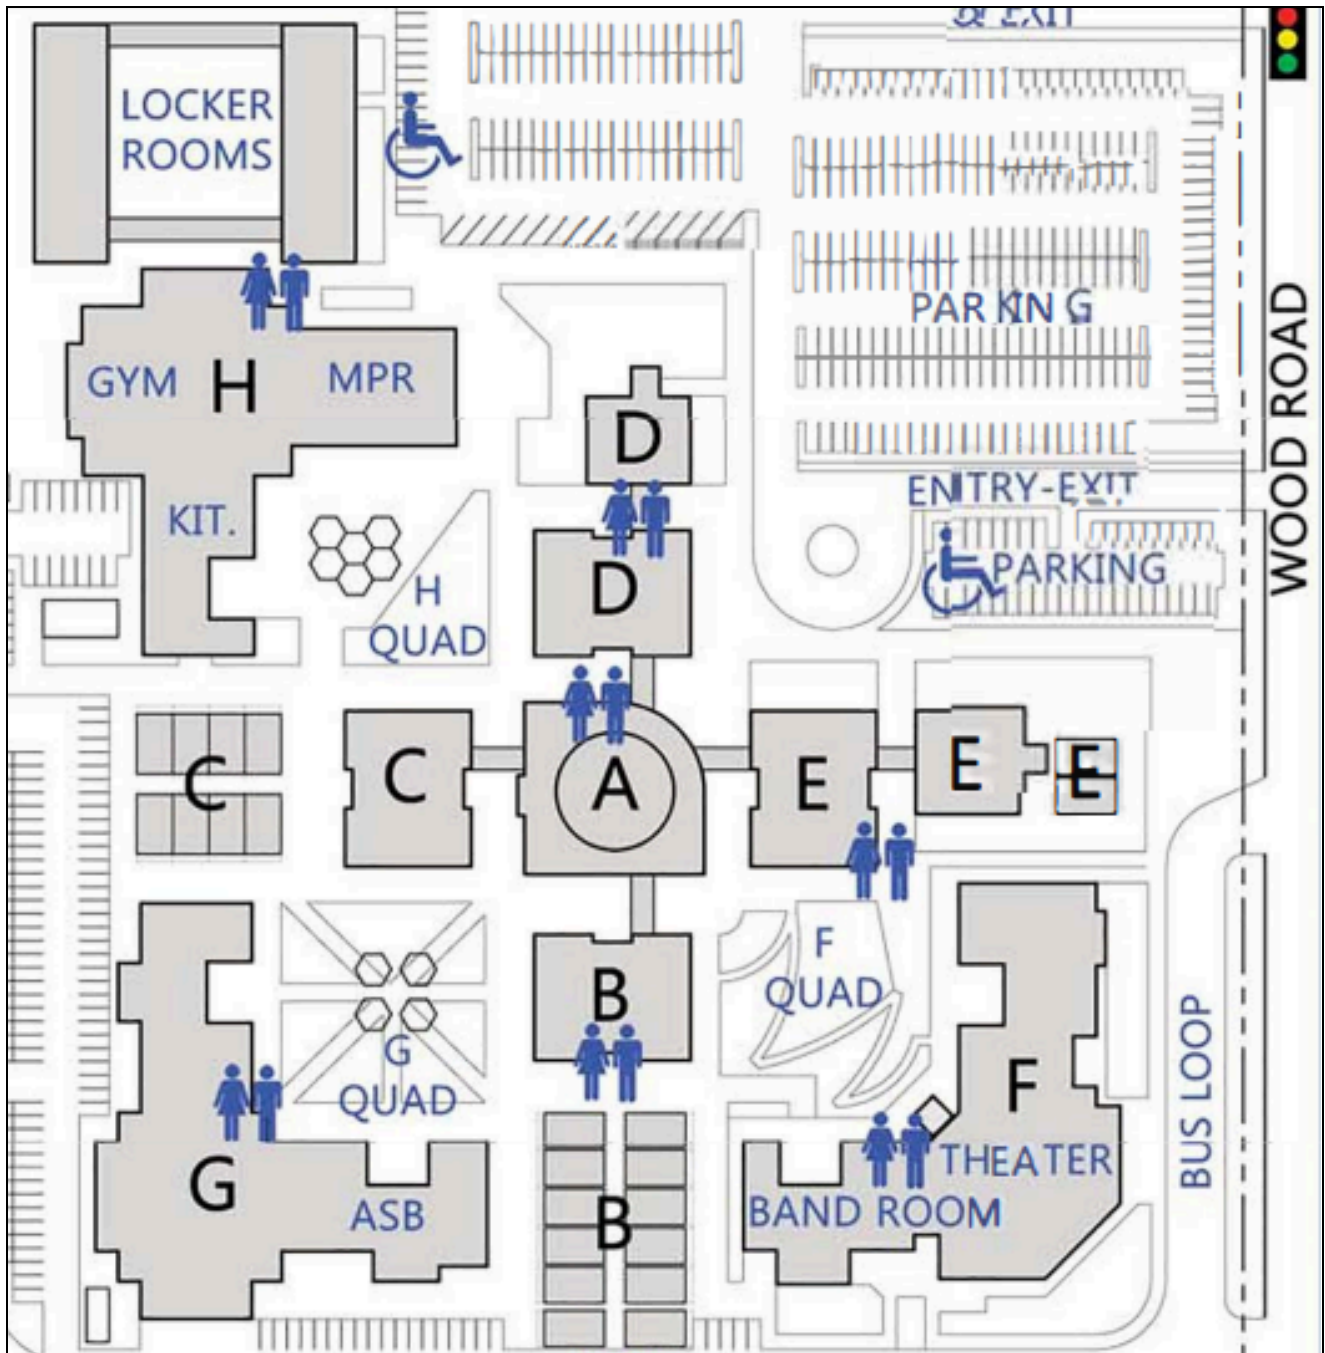 & EXIT
LOCKER
ROOMS
PARKING
WOOD ROAD
GYM
H
MPR
D
ENTRY-EXIT
KIT.
PARKING
D
H
QUAD
C
C
A
E
E
E
F
QUAD
B
G
QUAD
F
BUS LOOP
THEATER
G
ASB
B
BAND ROOM